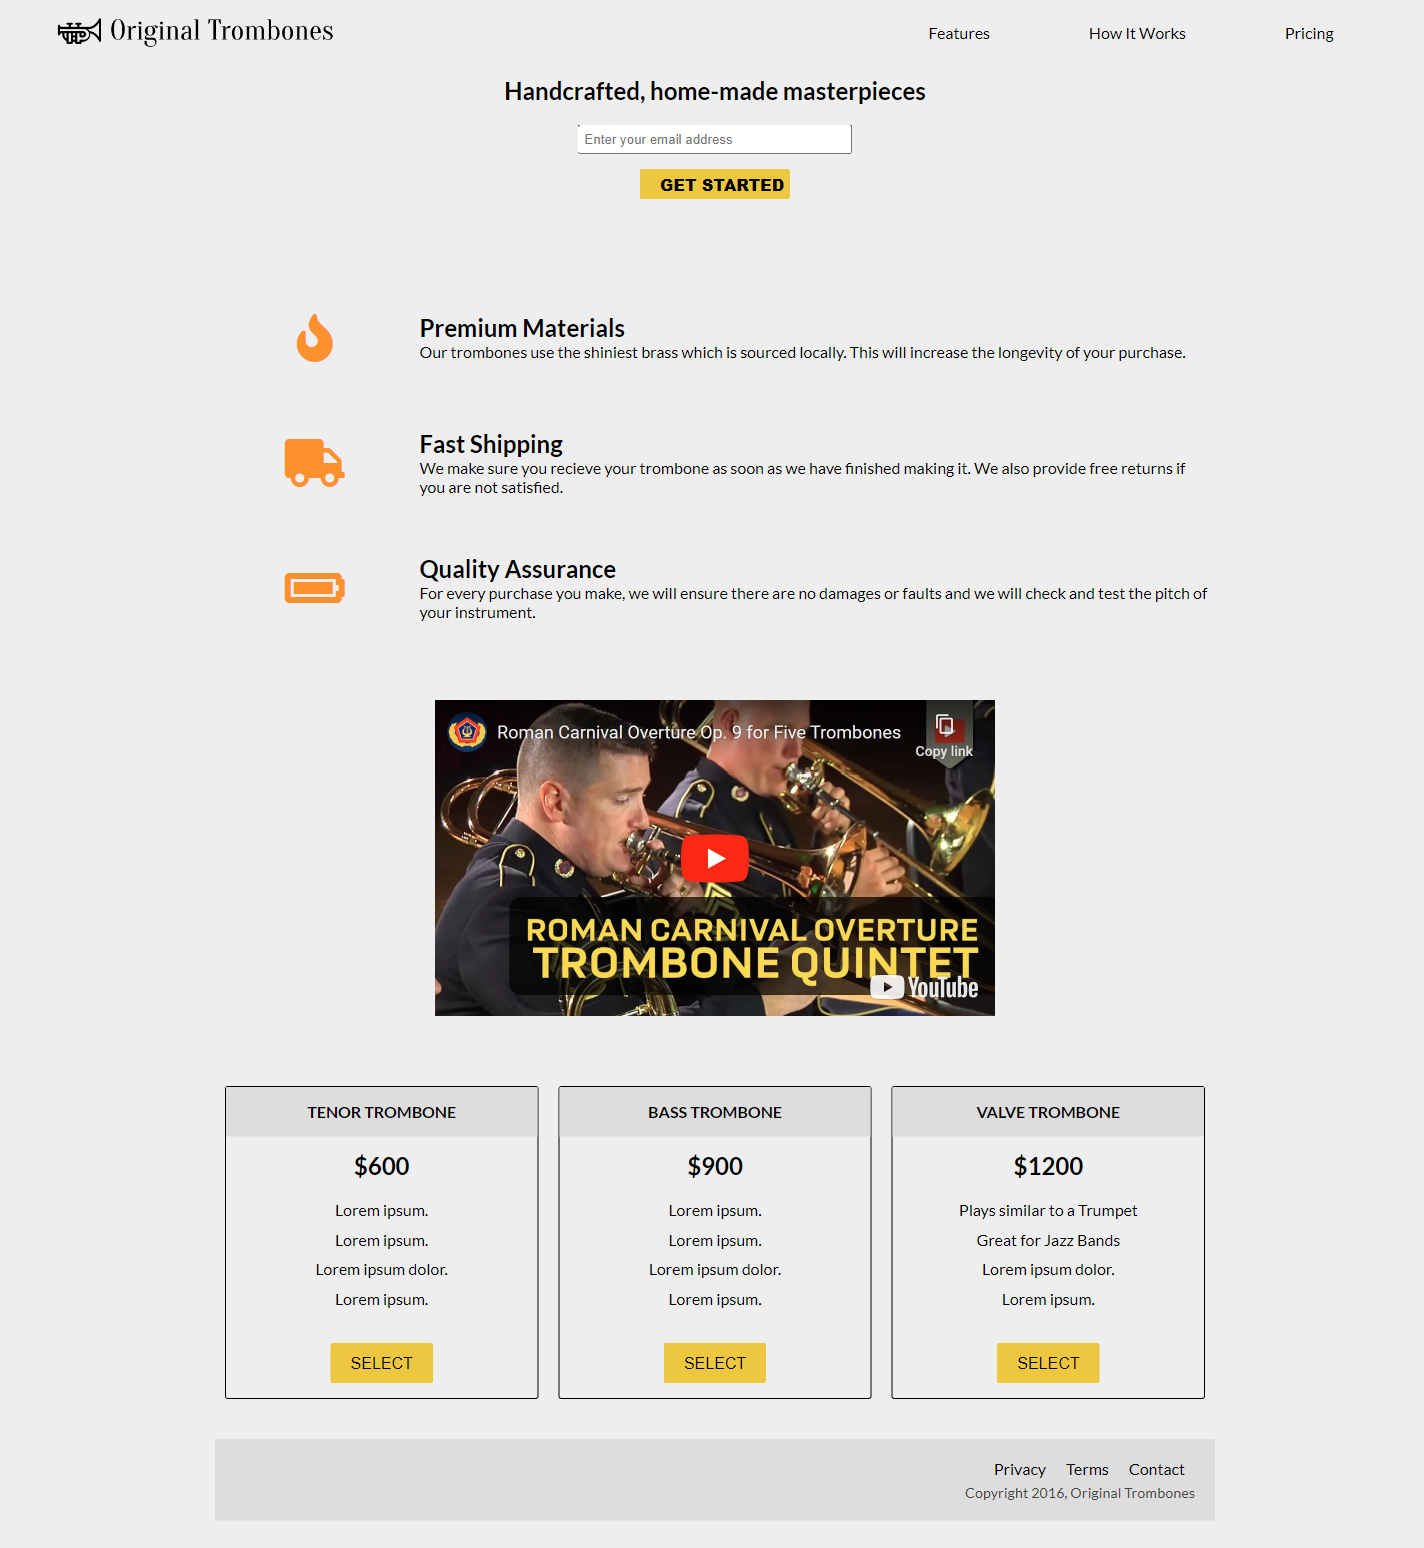 Original Trombones
Features
How It Works
Pricing
Handcrafted, home-made masterpieces
Enter your email address
GET STARTED
Premium Materials
Our trombones use the shiniest brass which is sourced locally. This will increase the longevity of your purchase.
Fast Shipping
We make sure you recieve your trombone as soon as we have finished making it. We also provide free returns if
you are not satisfied.
Quality Assurance
For every purchase you make, we will ensure there are no damages or faults and we will check and test the pitch of
your instrument.
Roman Carnival Overture Op. 9 for Five Trombones
Copy link
ROMAN CARNIVAL OVERTURE
TROMBONE QUINTET
YouTube
TENOR TROMBONE
$600
Lorem ipsum.
Lorem ipsum.
Lorem ipsum dolor.
Lorem ipsum.
SELECT
BASS TROMBONE
$900
Lorem ipsum.
Lorem ipsum.
Lorem ipsum dolor.
Lorem ipsum.
SELECT
VALVE TROMBONE
$1200
Plays similar to a Trumpet
Great for Jazz Bands
Lorem ipsum dolor.
Lorem ipsum.
SELECT
Privacy
Terms
Contact
Copyright 2016, Original Trombones